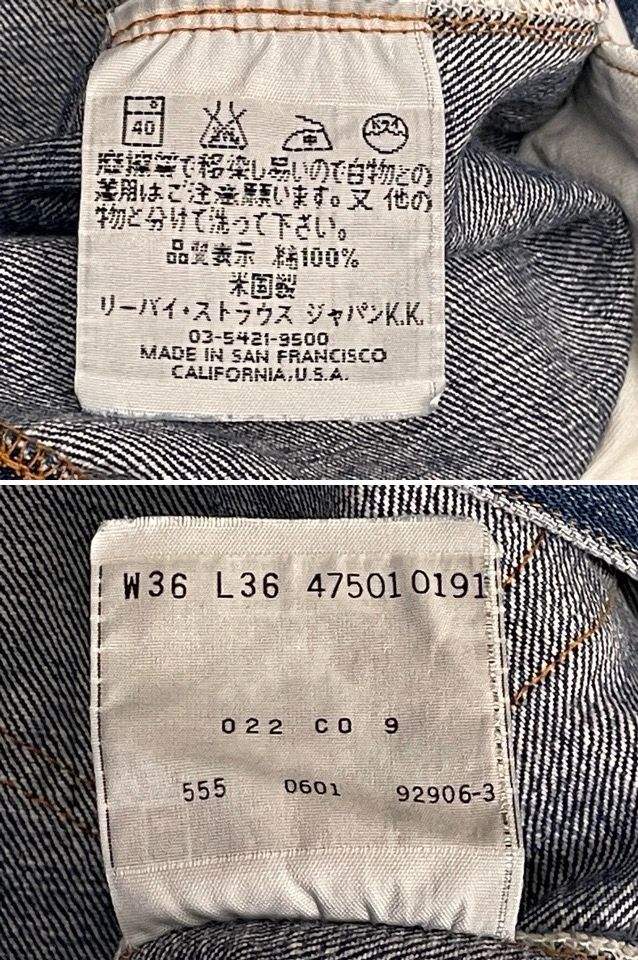 40
摩擦等で移染し易いので白物との
着用はご注意願います。又 他の
物と分けて洗って下さい。
品質表示 綿100%
米国製
リーバイ・ストラウス ジャパンK.K.
03-5421-9500
MADE IN SAN FRANCISCO
CALIFORNIA, U.S.A.
W36 L36 47501 0191
022 CO 9
555 0601 92906-3